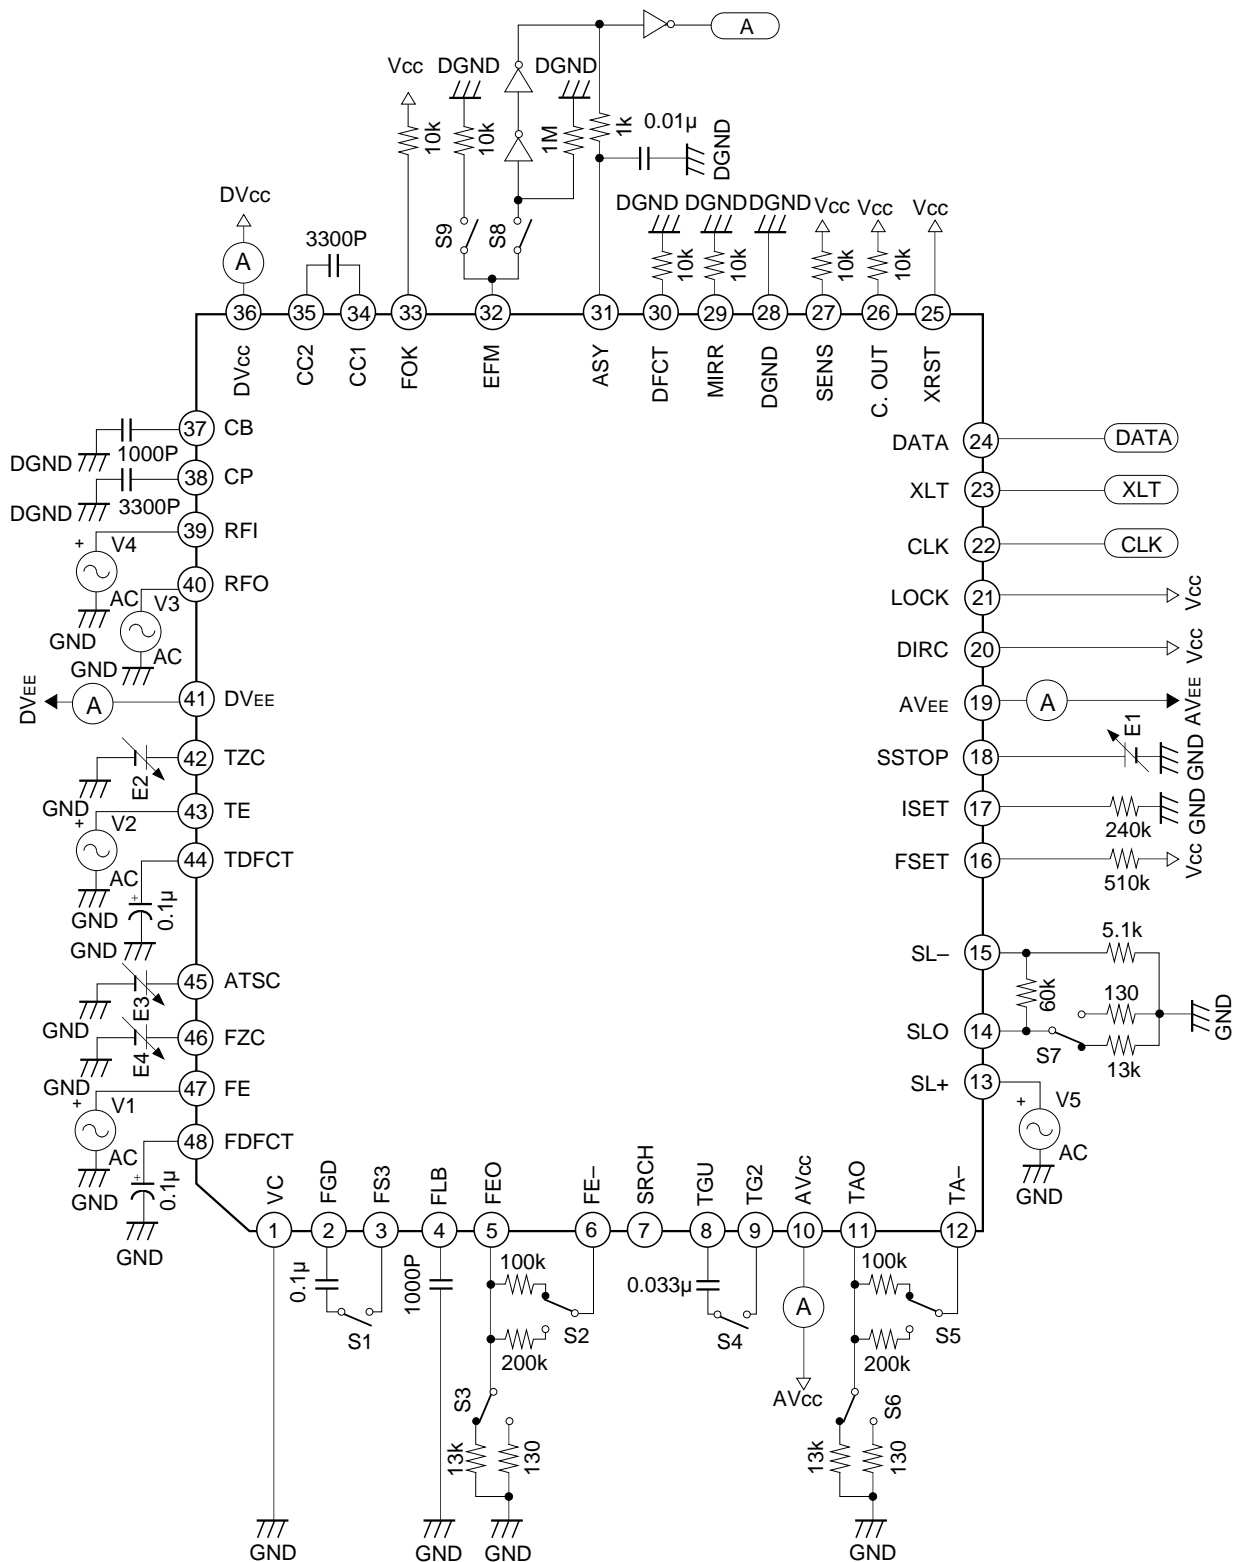 A
Vcc
DGND
DGND
10k
10k
1M
1k
0.01µ
DGND
DVcc
A
3300P
S9
S8
DGND
DGND
DGND
Vcc
Vcc
Vcc
10k
10k
10k
10k
36
35
34
33
32
31
30
29
28
27
26
25
DVcc
CC2
CC1
FOK
EFM
ASY
DFCT
MIRR
DGND
SENS
C. OUT
XRST
37
CB
1000P
DGND
38
CP
3300P
DGND
39
RFI
+
V4
AC
GND
40
RFO
V3
AC
GND
DVEE
A
41
DVEE
42
TZC
E2
GND
43
TE
+
V2
AC
GND
44
TDFCT
+
0.1µ
GND
45
ATSC
E3
GND
46
FZC
E4
GND
47
FE
+
V1
AC
GND
48
FDFCT
+
0.1µ
GND
DATA
24
DATA
XLT
23
XLT
CLK
22
CLK
LOCK
21
Vcc
DIRC
20
Vcc
AVEE
19
A
AVEE
SSTOP
18
E1
GND
ISET
17
240k
GND
FSET
16
510k
Vcc
SL–
15
5.1k
60k
130
GND
SLO
14
S7
13k
SL+
13
+
V5
AC
GND
VC
FGD
FS3
FLB
FEO
FE–
SRCH
TGU
TG2
AVcc
TAO
TA–
1
2
3
4
5
6
7
8
9
10
11
12
0.1µ
S1
1000P
100k
S2
200k
S3
13k
130
0.033µ
S4
A
AVcc
100k
S5
200k
S6
13k
130
GND
GND
GND
GND